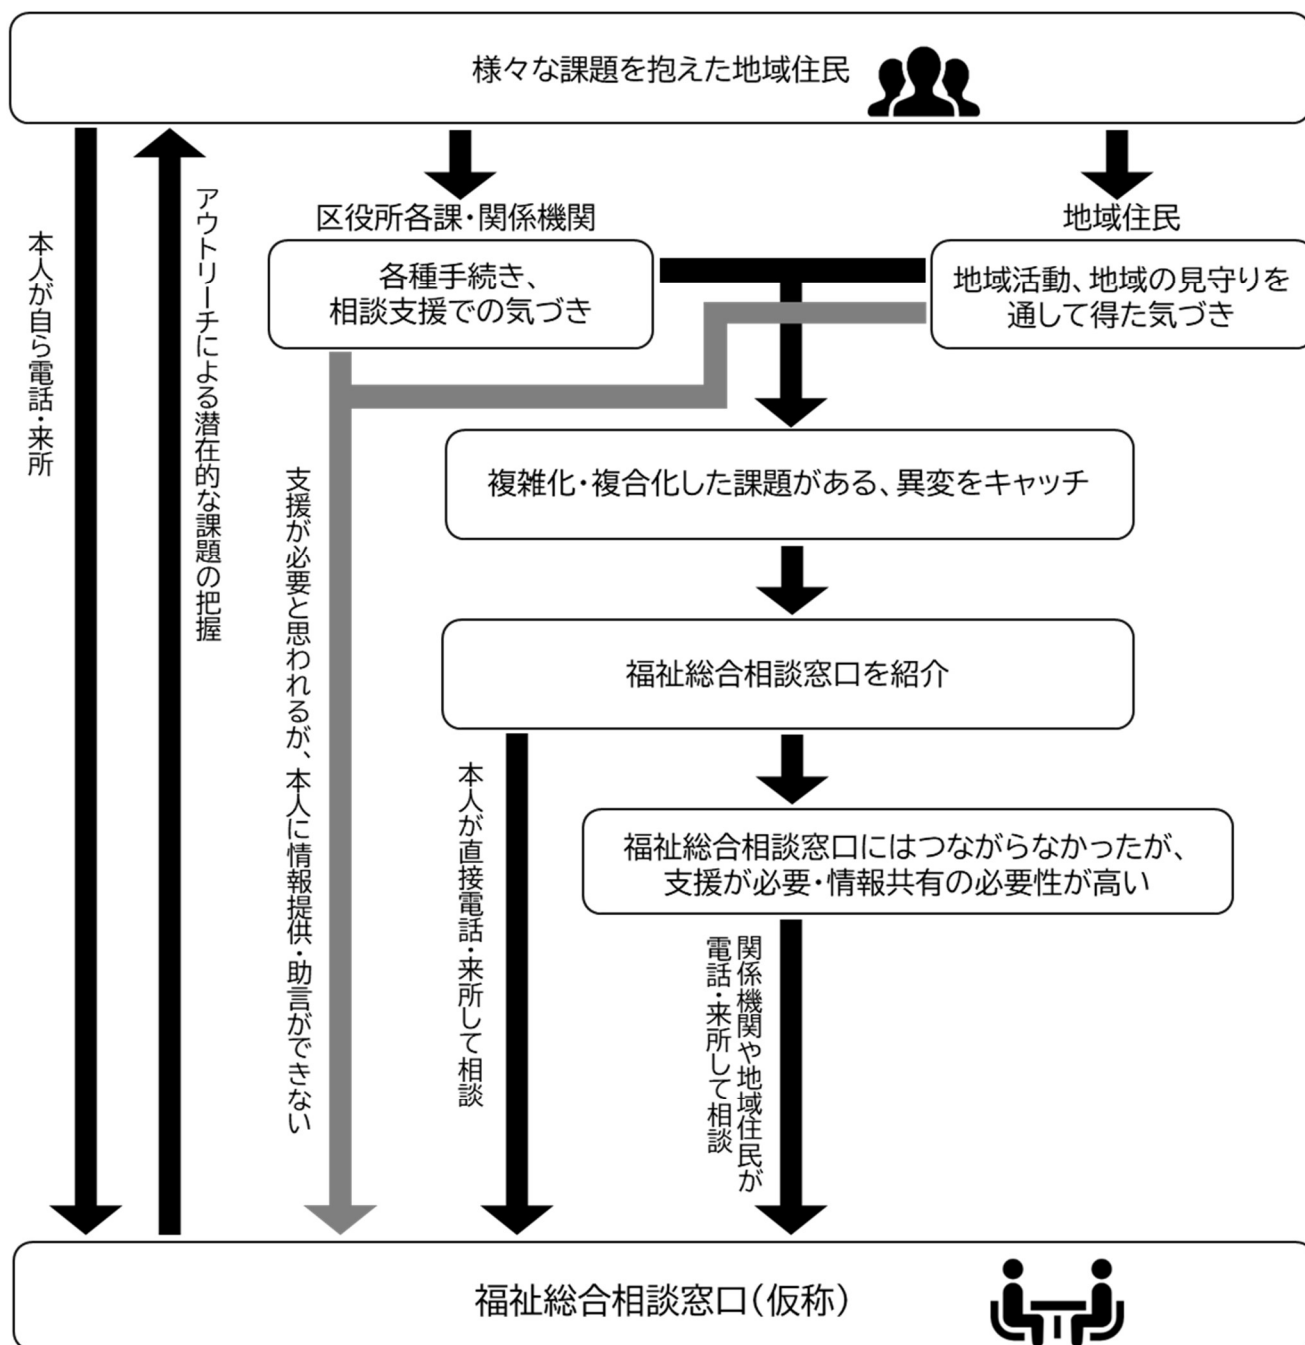 様々な課題を抱えた地域住民
本人が自ら電話・来所
アウトリーチによる潜在的な課題の把握
区役所各課・関係機関
各種手続き、
相談支援での気づき
地域住民
地域活動、地域の見守りを
通して得た気づき
複雑化・複合化した課題がある、異変をキャッチ
支援が必要と思われるが、本人に情報提供・助言ができない
福祉総合相談窓口を紹介
本人が直接電話・来所して相談
福祉総合相談窓口にはつながらなかったが、
支援が必要・情報共有の必要性が高い
関係機関や地域住民が
電話・来所して相談
福祉総合相談窓口(仮称)